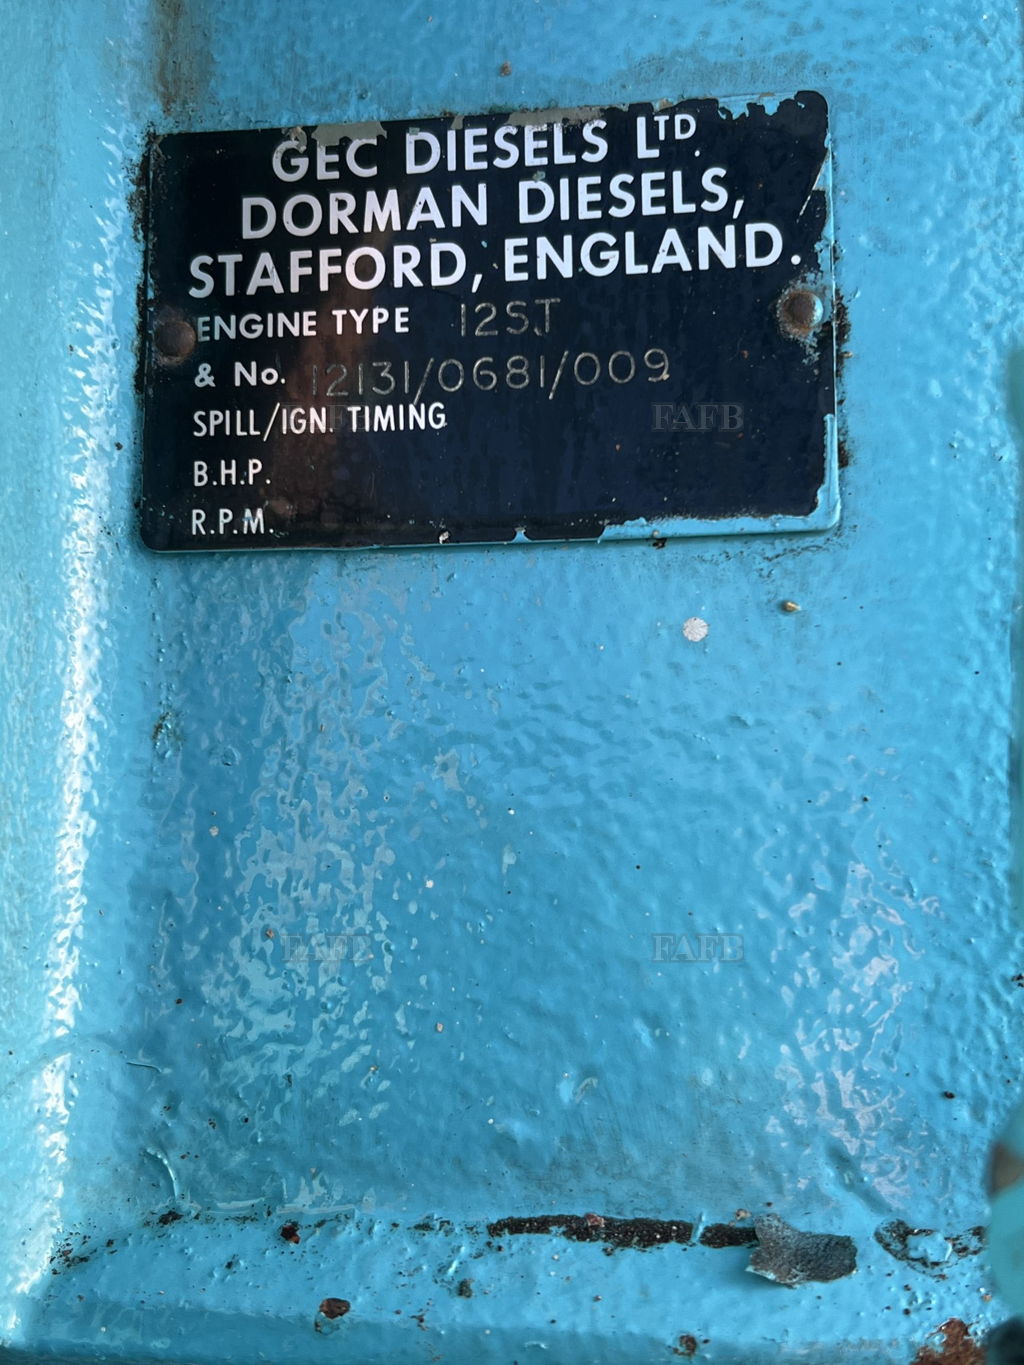 GEC DIESELS LTD.
DORMAN DIESELS,
STAFFORD, ENGLAND.
ENGINE TYPE 12SJ
& No. 12131/0681/009
SPILL/IGN. TIMING
B.H.P.
R.P.M.
FAFB FAFB
FAFB FAFB